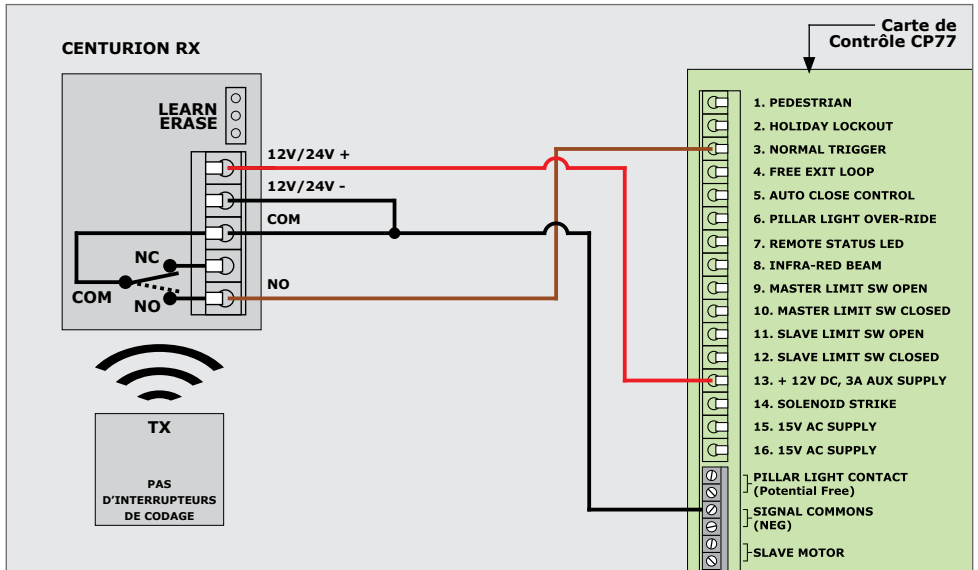 Carte de
Contrôle CP77
CENTURION RX
LEARN
ERASE
12V/24V +
12V/24V -
COM
NC
NO
COM
NO
TX
PAS
D'INTERRUPTEURS
DE CODAGE
1. PEDESTRIAN
2. HOLIDAY LOCKOUT
3. NORMAL TRIGGER
4. FREE EXIT LOOP
5. AUTO CLOSE CONTROL
6. PILLAR LIGHT OVER-RIDE
7. REMOTE STATUS LED
8. INFRA-RED BEAM
9. MASTER LIMIT SW OPEN
10. MASTER LIMIT SW CLOSED
11. SLAVE LIMIT SW OPEN
12. SLAVE LIMIT SW CLOSED
13. + 12V DC, 3A AUX SUPPLY
14. SOLENOID STRIKE
15. 15V AC SUPPLY
16. 15V AC SUPPLY
PILLAR LIGHT CONTACT
(Potential Free)
SIGNAL COMMONS
(NEG)
SLAVE MOTOR